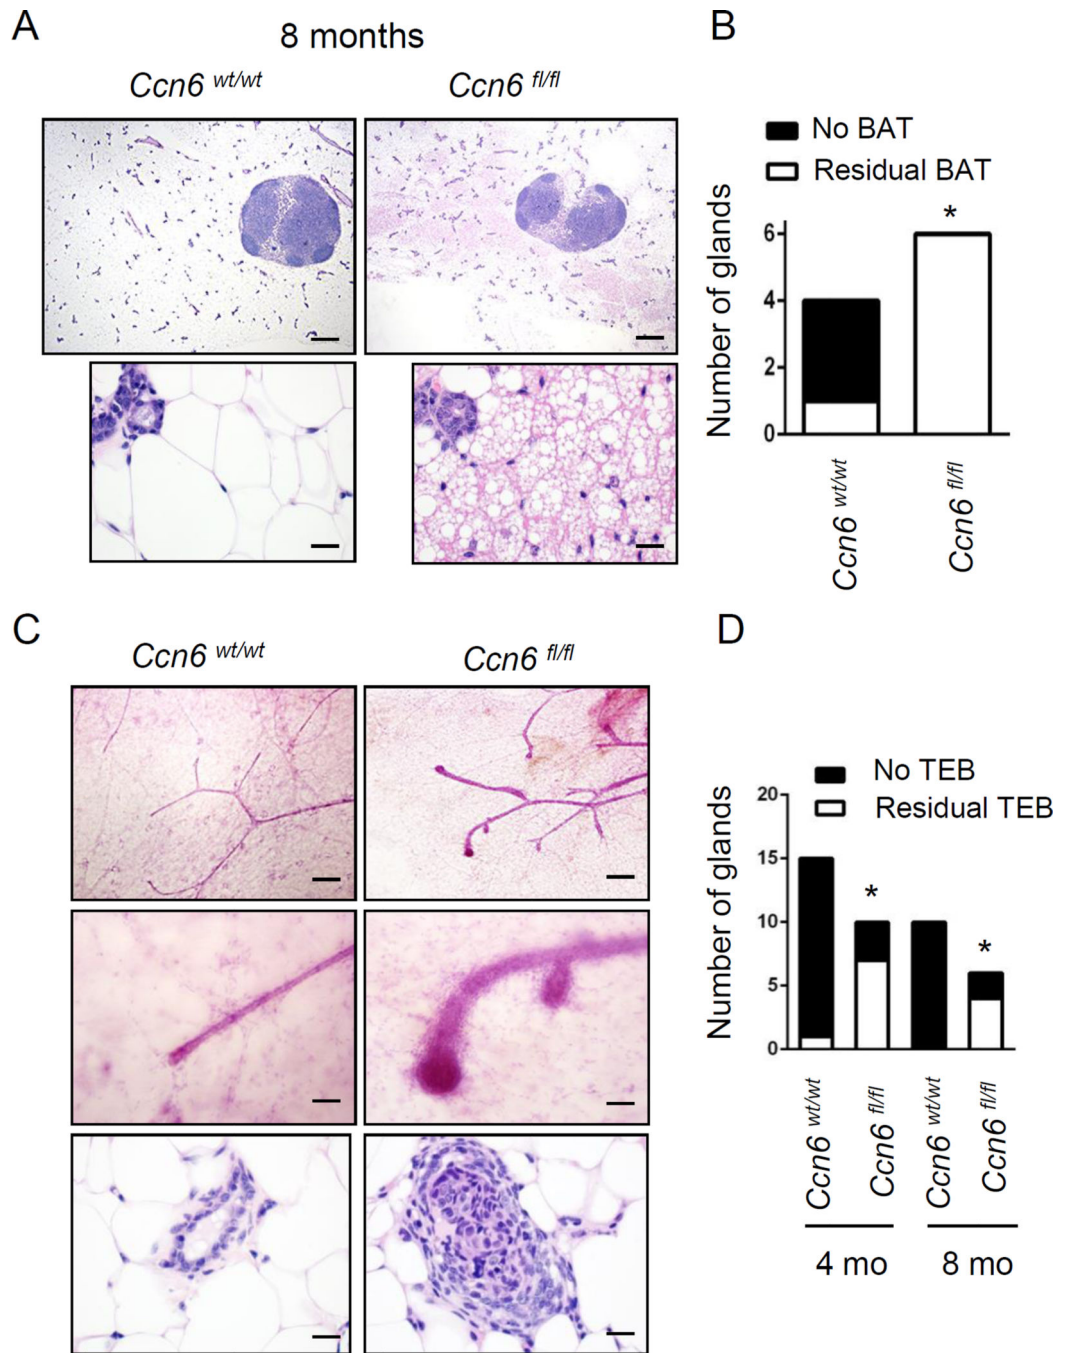 A
8 months
Ccn6 wt/wt
Ccn6 fl/fl
B
No BAT
Residual BAT
*
Number of glands
6
4
2
0
Ccn6 wt/wt
Ccn6 fl/fl
C
Ccn6 wt/wt
Ccn6 fl/fl
D
No TEB
Residual TEB
Number of glands
20
15
10
5
0
*
*
Ccn6 wt/wt
Ccn6 fl/fl
Ccn6 wt/wt
Ccn6 fl/fl
4 mo
8 mo